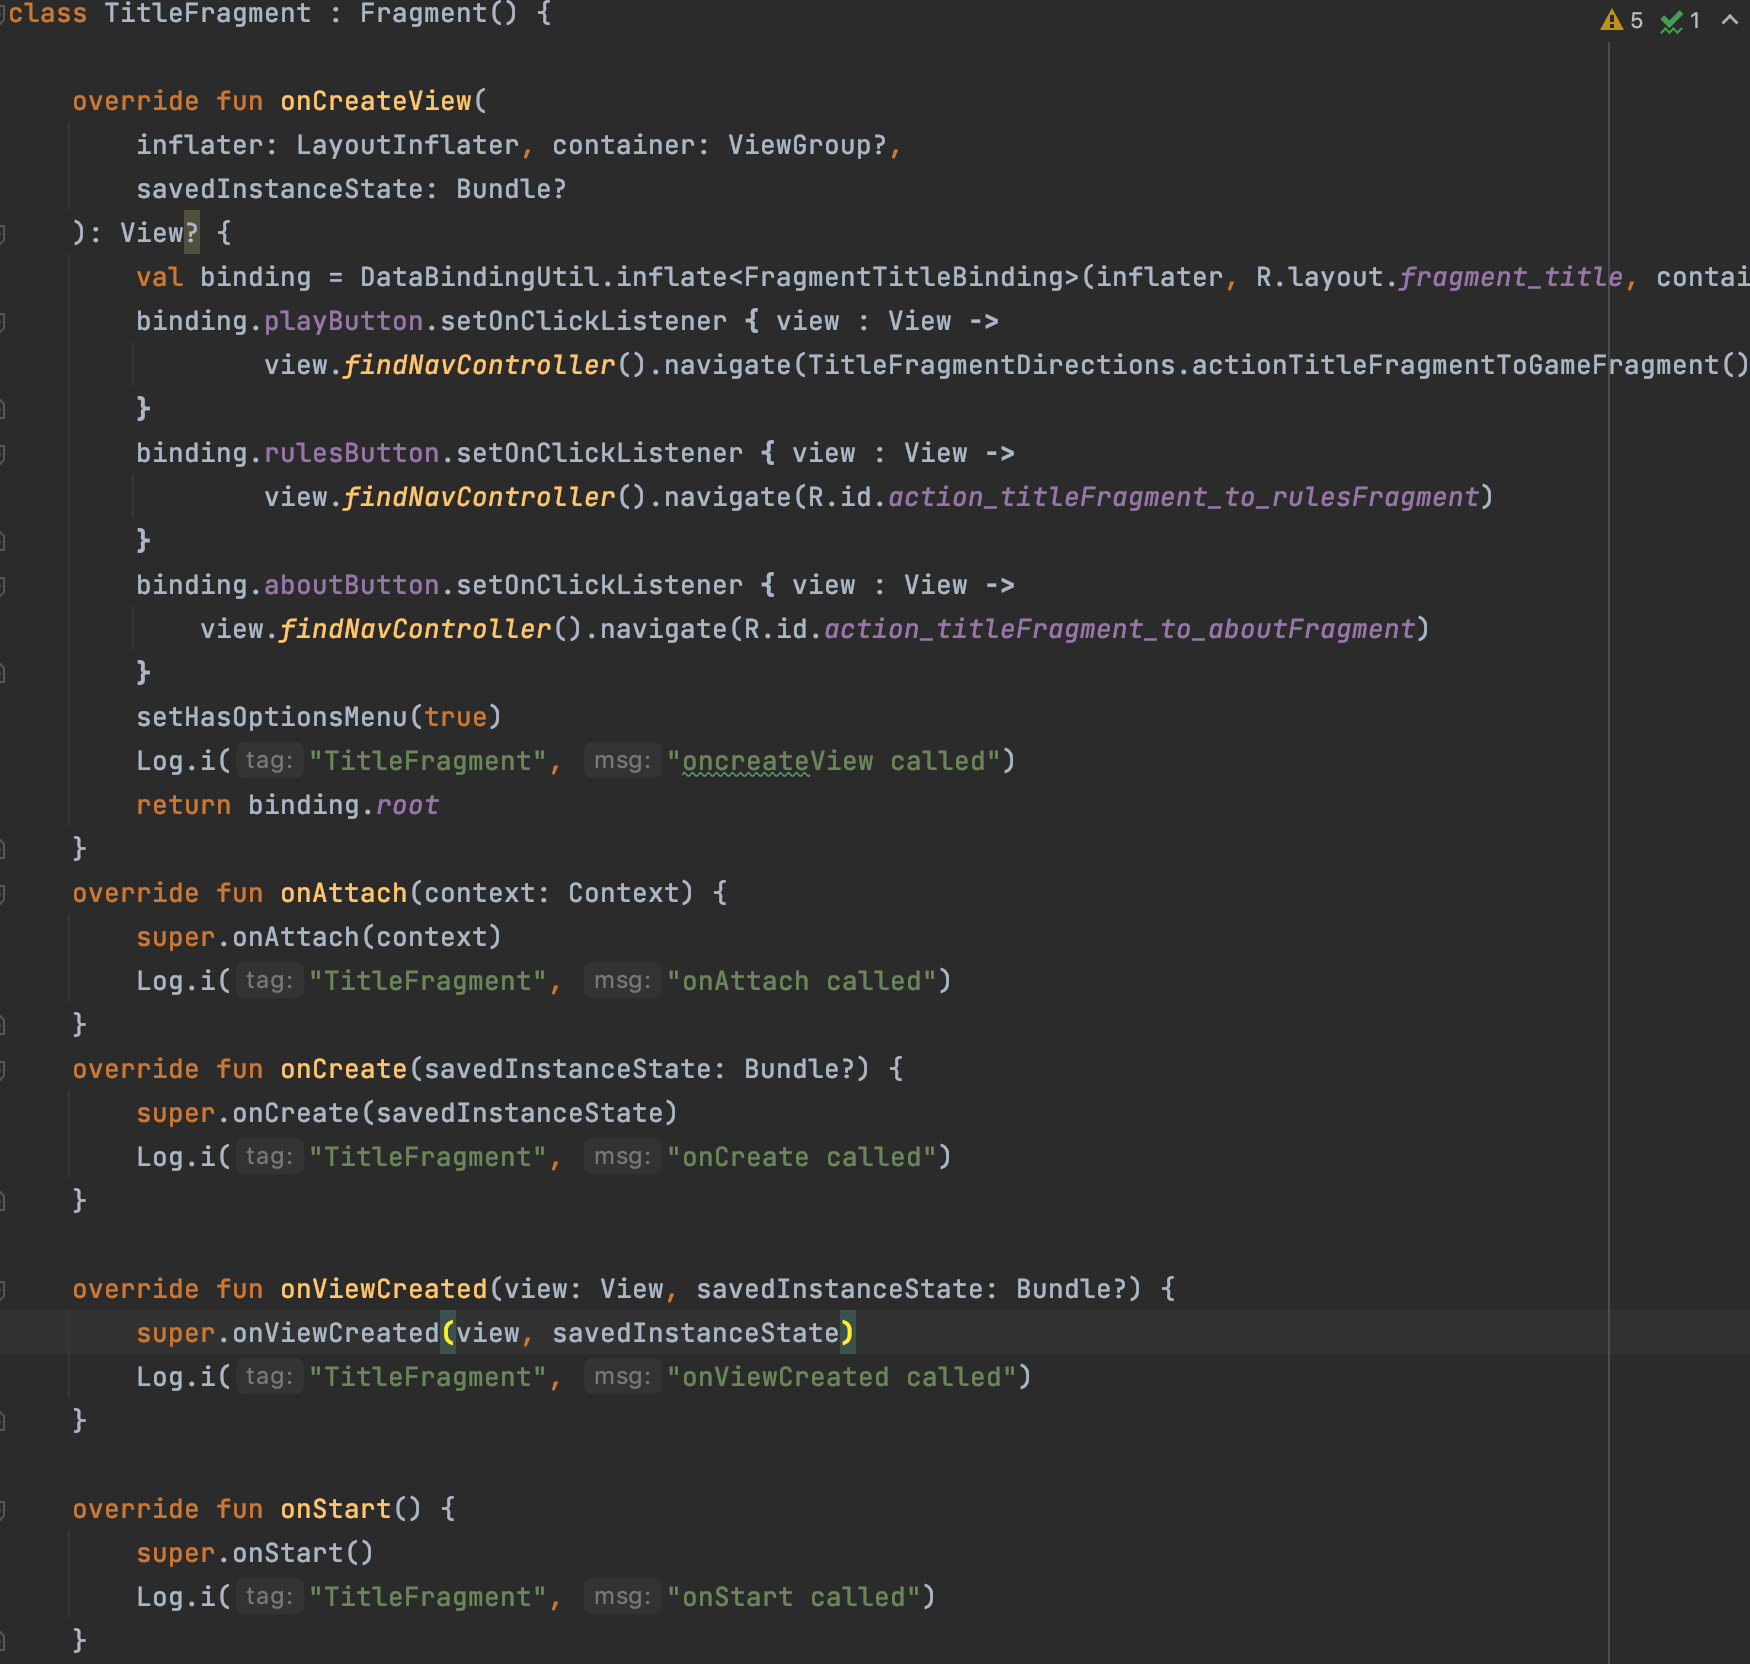 class TitleFragment : Fragment() {
5 1
override fun onCreateView(
inflater: LayoutInflater, container: ViewGroup?,
savedInstanceState: Bundle?
): View? {
val binding = DataBindingUtil.inflate<FragmentTitleBinding>(inflater, R.layout.fragment_title, contai
binding.playButton.setOnClickListener { view : View ->
view.findNavController().navigate(TitleFragmentDirections.actionTitleFragmentToGameFragment()
}
binding.rulesButton.setOnClickListener { view : View ->
view.findNavController().navigate(R.id.action_titleFragment_to_rulesFragment)
}
binding.aboutButton.setOnClickListener { view : View ->
view.findNavController().navigate(R.id.action_titleFragment_to_aboutFragment)
}
setHasOptionsMenu(true)
Log.i( tag: "TitleFragment", msg: "oncreateView called")
return binding.root
}
override fun onAttach(context: Context) {
super.onAttach(context)
Log.i( tag: "TitleFragment", msg: "onAttach called")
}
override fun onCreate(savedInstanceState: Bundle?) {
super.onCreate(savedInstanceState)
Log.i( tag: "TitleFragment", msg: "onCreate called")
}
override fun onViewCreated(view: View, savedInstanceState: Bundle?) {
super.onViewCreated(view, savedInstanceState)
Log.i( tag: "TitleFragment", msg: "onViewCreated called")
}
override fun onStart() {
super.onStart()
Log.i( tag: "TitleFragment", msg: "onStart called")
}